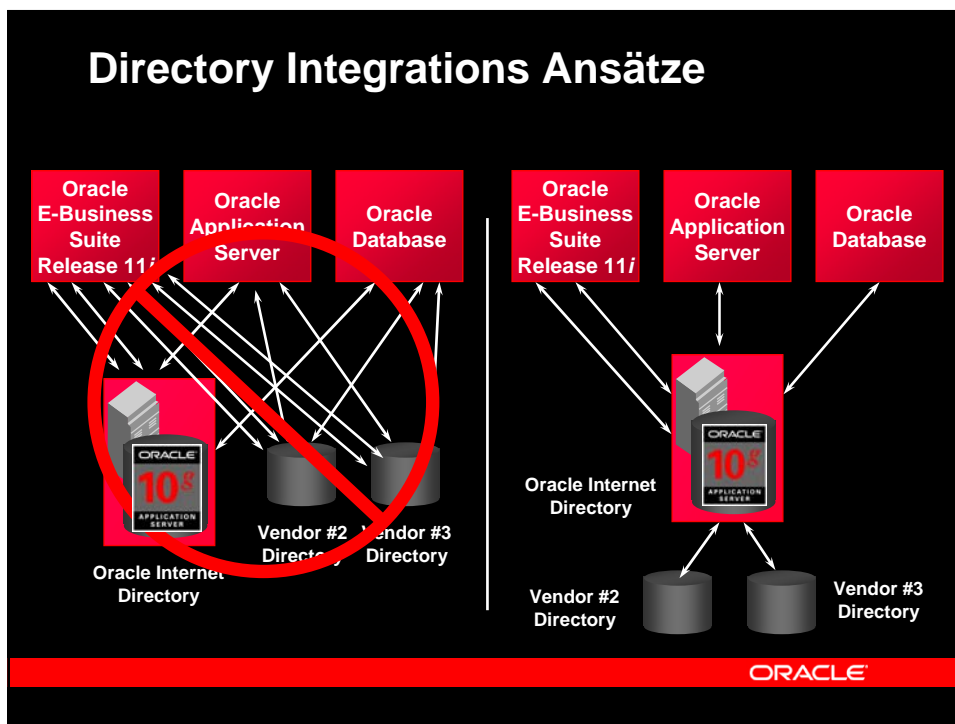 Directory Integrations Ansätze
Oracle
E-Business
Suite
Release 11i
Oracle
Application
Server
Oracle
Database
ORACLE
10g
APPLICATION
SERVER
Oracle Internet
Directory
Vendor #2
Directory
Vendor #3
Directory
Oracle
E-Business
Suite
Release 11i
Oracle
Application
Server
Oracle
Database
ORACLE
10g
APPLICATION
SERVER
Oracle Internet
Directory
Vendor #2
Directory
Vendor #3
Directory
ORACLE